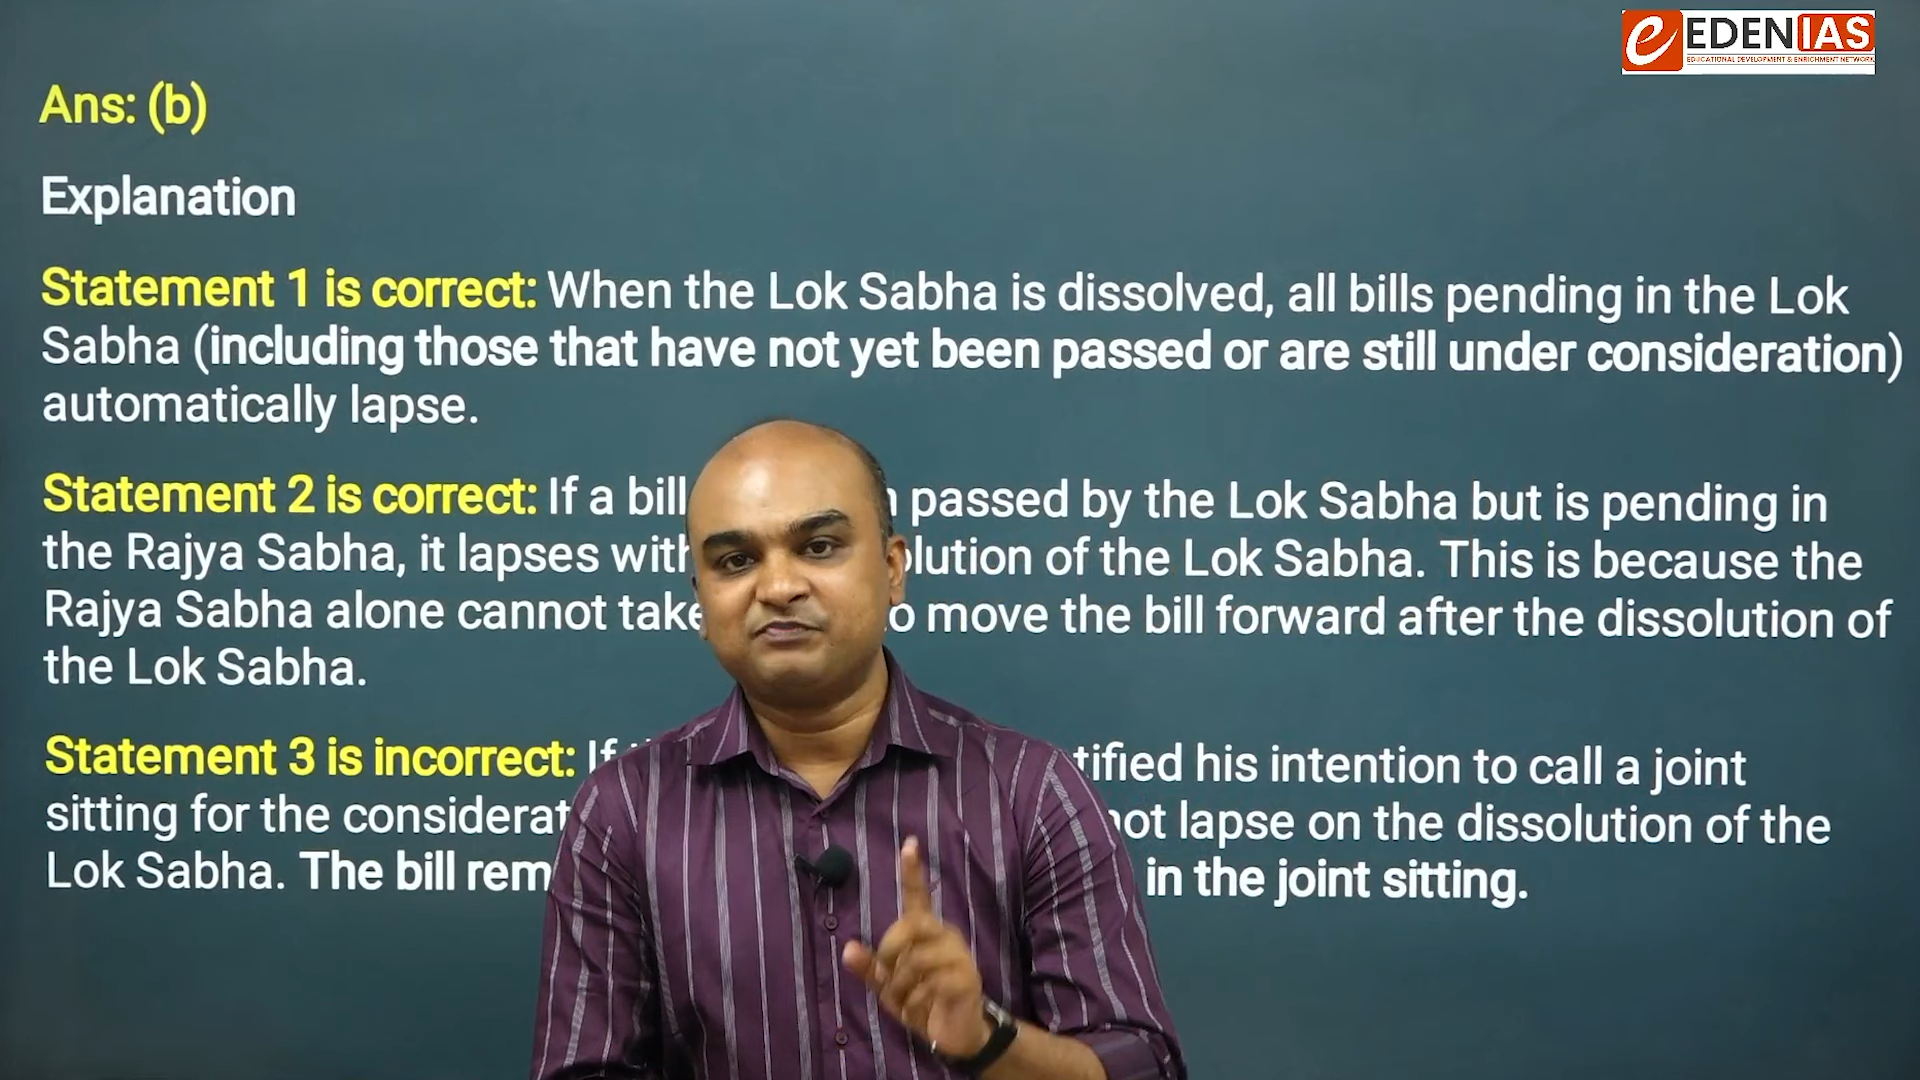 e EDEN IAS
EDUCATIONAL DEVELOPMENT & ENRICHMENT NETWORK
Ans: (b)
Explanation
Statement 1 is correct: When the Lok Sabha is dissolved, all bills pending in the Lok
Sabha (including those that have not yet been passed or are still under consideration)
automatically lapse.
Statement 2 is correct: If a bill passed by the Lok Sabha but is pending in
the Rajya Sabha, it lapses of the Lok Sabha. This is because the
Rajya Sabha alone cannot take move the bill forward after the dissolution of
the Lok Sabha.
Statement 3 is incorrect: If his intention to call a joint
sitting for the lapse on the dissolution of the
Lok Sabha. The bill in the joint sitting.